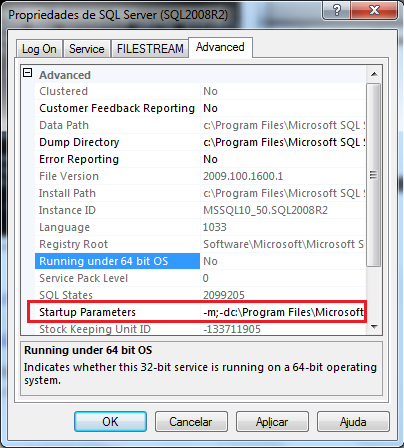 Propriedades de SQL Server (SQL2008R2)
Log On Service FILESTREAM Advanced
Advanced
Clustered No
Customer Feedback Reporting No
Data Path c:\Program Files\Microsoft SQL S
Dump Directory c:\Program Files\Microsoft SQL S
Error Reporting No
File Version 2009.100.1600.1
Install Path c:\Program Files\Microsoft SQL S
Instance ID MSSQL10_50.SQL2008R2
Language 1033
Registry Root Software\Microsoft\Microsoft S
Running under 64 bit OS No
Service Pack Level 0
SQL States 2099205
Startup Parameters -m;-dc:\Program Files\Microsoft
Stock Keeping Unit ID -133711905
Running under 64 bit OS
Indicates whether this 32-bit service is running on a 64-bit operating
system.
OK Cancelar Aplicar Ajuda